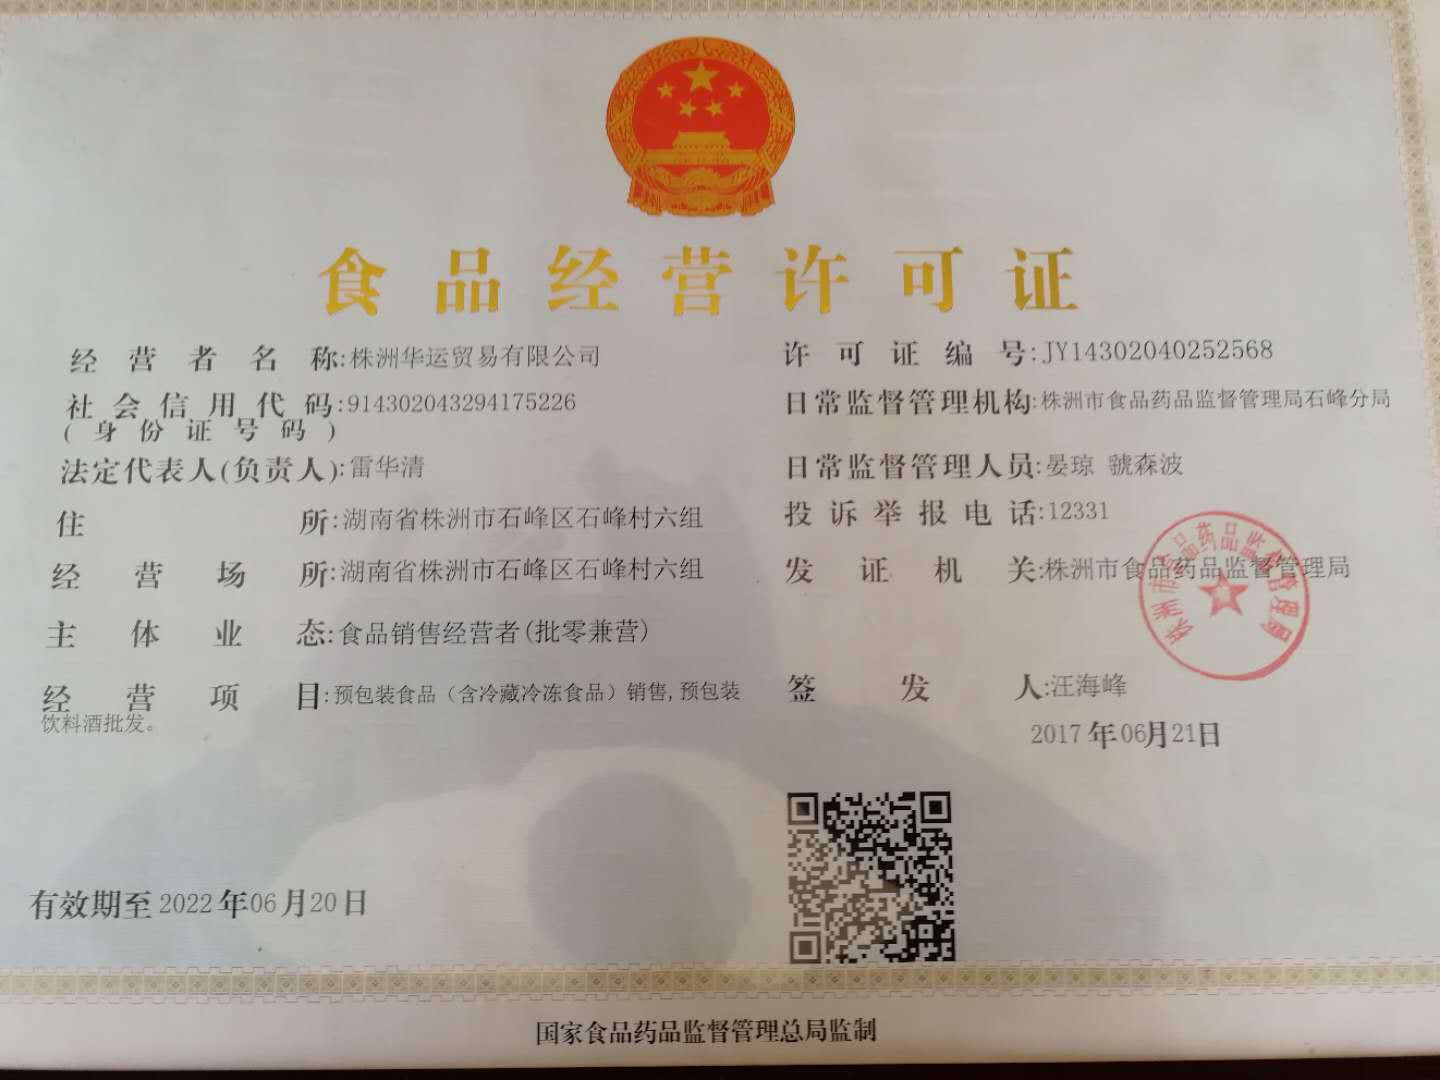 食品经营许可证
经营者名称:株洲华运贸易有限公司
社会信用代码:914302043294175226
(身份证号码)
法定代表人(负责人):雷华清
住所:湖南省株洲市石峰区石峰村六组
经营场所:湖南省株洲市石峰区石峰村六组
主体业态:食品销售经营者(批零兼营)
经营项目:预包装食品（含冷藏冷冻食品）销售,预包装
饮料酒批发。
有效期至2022年06月20日
许可证编号:JY14302040252568
日常监督管理机构:株洲市食品药品监督管理局石峰分局
日常监督管理人员:晏琼 虢森波
投诉举报电话:12331
发证机关:株洲市食品药品监督管理局
株洲市食品药品监督管理局
签发人:汪海峰
2017年06月21日
国家食品药品监督管理总局监制